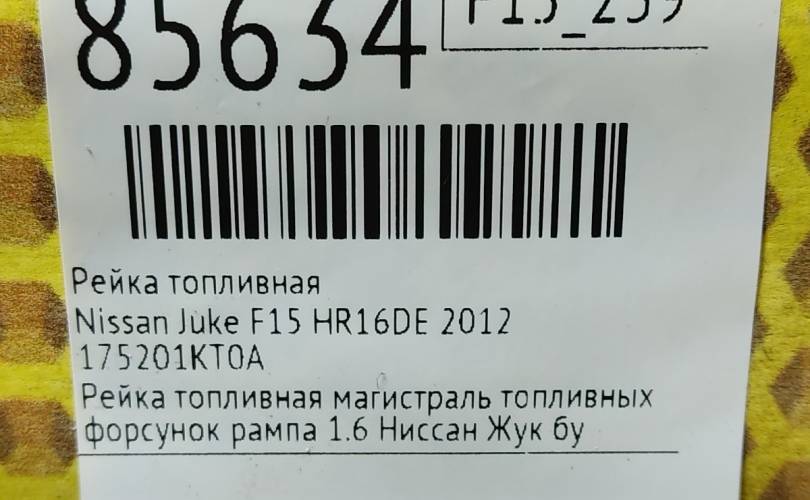 85634
F15_239
Рейка топливная
Nissan Juke F15 HR16DE 2012
175201KT0A
Рейка топливная магистраль топливных
форсунок рампа 1.6 Ниссан Жук бу